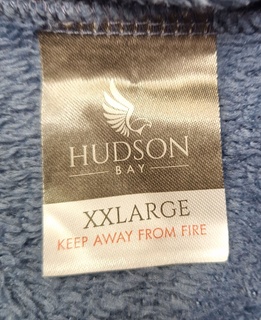 HUDSON
BAY
XXLARGE
KEEP AWAY FROM FIRE